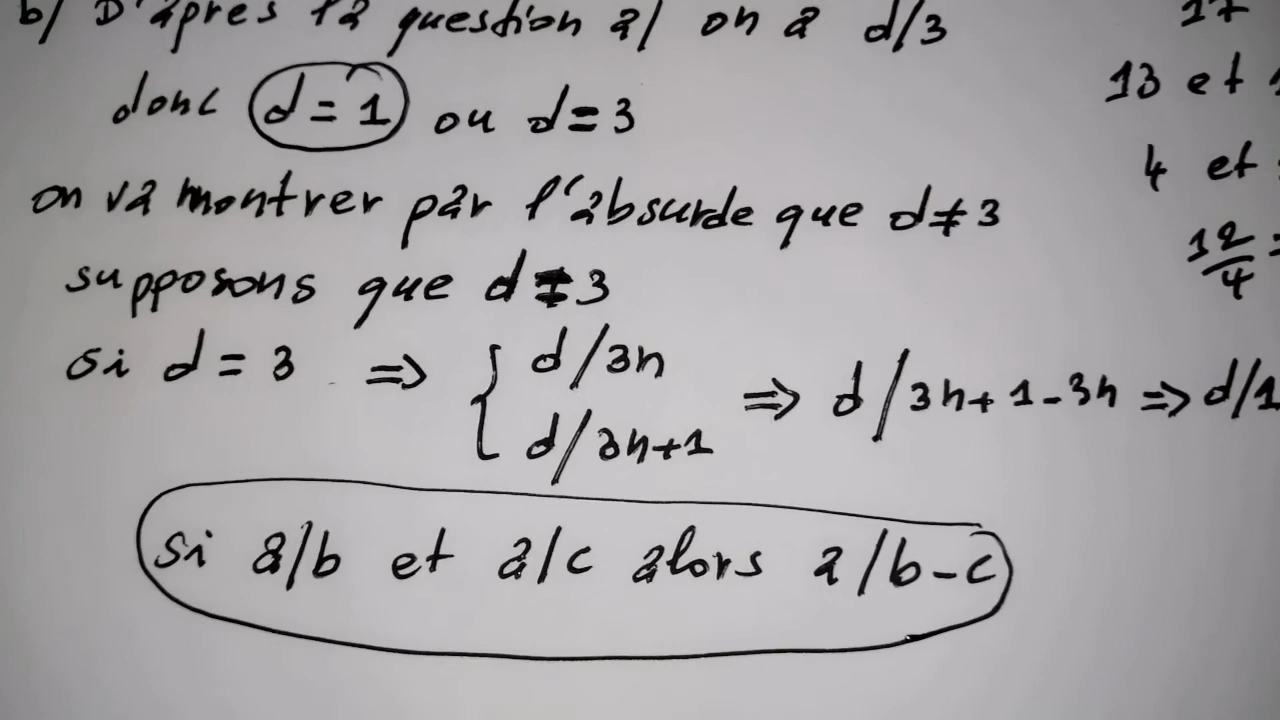 b/ D'après la question a/ on a d/3
donc d=1 ou d=3
on va montrer par l'absurde que d≠3
supposons que d=3
si d=3 => { d/3n
d/3n+1 => d/3n+1-3n => d/1
si a/b et a/c alors a/b-c
17
13 et
4 et
12/4 =